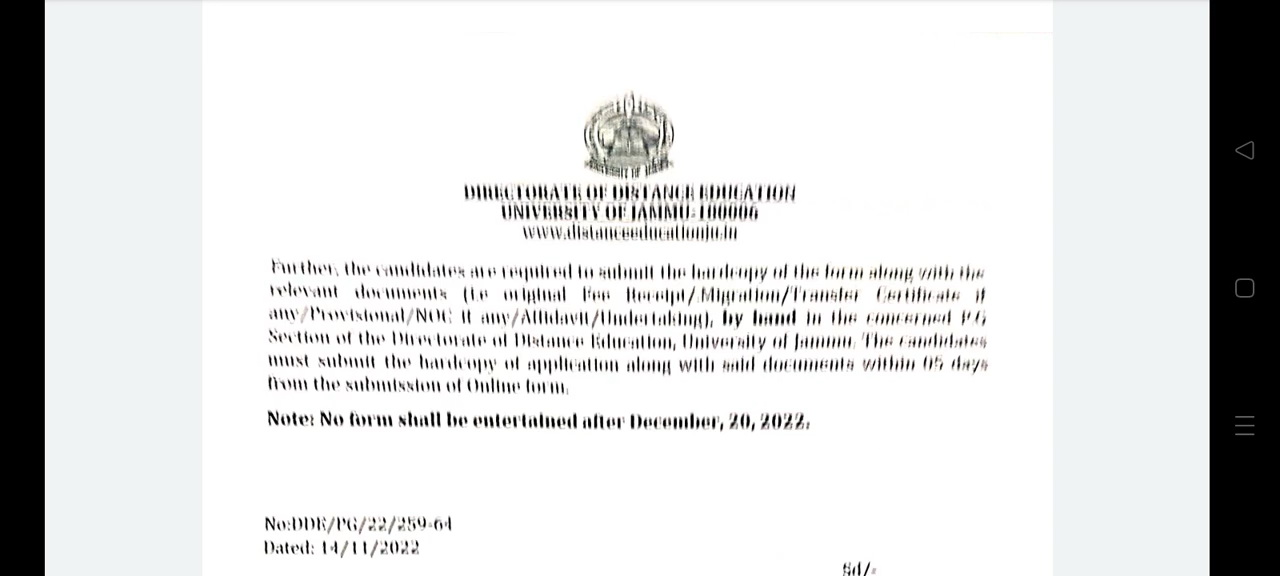 UNIVERSITY OF JAMMU
DIRECTORATE OF DISTANCE EDUCATION
UNIVERSITY OF JAMMU-180006
www.distanceeducationju.in
Further, the candidates are required to submit the hardcopy of the form along with the
relevant documents (i.e original Fee Receipt/Migration/Transfer Certificate if
any/Provisional/NOC if any/Affidavit/Undertaking), by hand in the concerned P.G
Section of the Directorate of Distance Education, University of Jammu. The candidates
must submit the hardcopy of application along with said documents within 05 days
from the submission of Online form.
Note: No form shall be entertained after December, 20, 2022.
No:DDE/PG/22/259-64
Dated: 14/11/2022
Sd/-